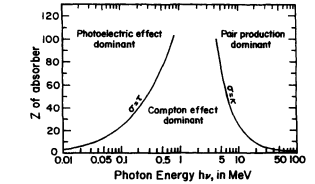 120
100
80
60
40
20
0
Z of absorber
Photoelectric effect
dominant
Pair production
dominant
Compton effect
dominant
σ=τ
σ=κ
0.01 0.05 0.1 0.5 1 5 10 50 100
Photon Energy hν, in MeV